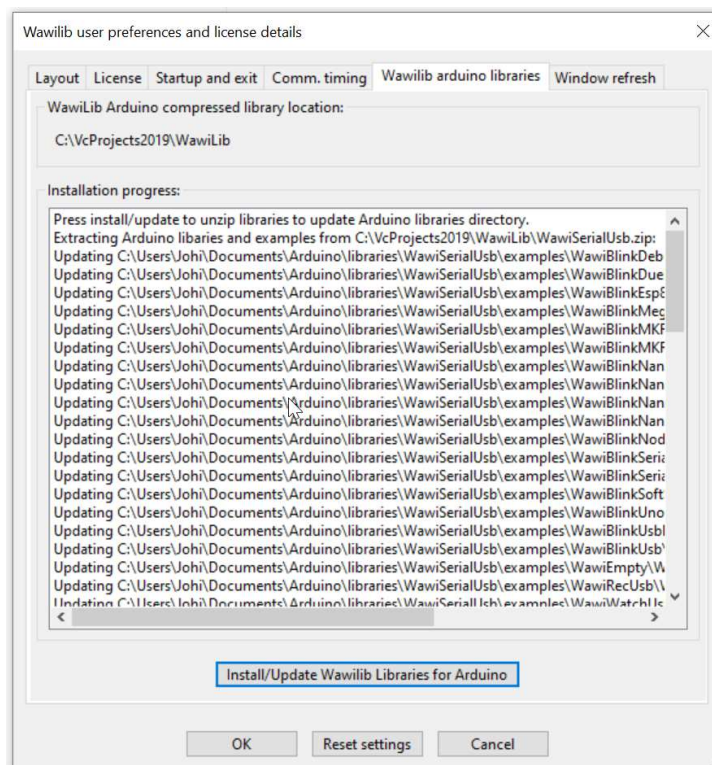 Wawilib user preferences and license details
Layout License Startup and exit Comm. timing Wawilib arduino libraries Window refresh
WawiLib Arduino compressed library location:
C:\VcProjects2019\WawiLib
Installation progress:
Press install/update to unzip libraries to update Arduino libraries directory.
Extracting Arduino libaries and examples from C:\VcProjects2019\WawiLib\WawiSerialUsb.zip:
Updating C:\Users\Johi\Documents\Arduino\libraries\WawiSerialUsb\examples\WawiBlinkDeb
Updating C:\Users\Johi\Documents\Arduino\libraries\WawiSerialUsb\examples\WawiBlinkDue
Updating C:\Users\Johi\Documents\Arduino\libraries\WawiSerialUsb\examples\WawiBlinkEsp8
Updating C:\Users\Johi\Documents\Arduino\libraries\WawiSerialUsb\examples\WawiBlinkMeg
Updating C:\Users\Johi\Documents\Arduino\libraries\WawiSerialUsb\examples\WawiBlinkMKF
Updating C:\Users\Johi\Documents\Arduino\libraries\WawiSerialUsb\examples\WawiBlinkMKF
Updating C:\Users\Johi\Documents\Arduino\libraries\WawiSerialUsb\examples\WawiBlinkNan
Updating C:\Users\Johi\Documents\Arduino\libraries\WawiSerialUsb\examples\WawiBlinkNan
Updating C:\Users\Johi\Documents\Arduino\libraries\WawiSerialUsb\examples\WawiBlinkNan
Updating C:\Users\Johi\Documents\Arduino\libraries\WawiSerialUsb\examples\WawiBlinkNan
Updating C:\Users\Johi\Documents\Arduino\libraries\WawiSerialUsb\examples\WawiBlinkNod
Updating C:\Users\Johi\Documents\Arduino\libraries\WawiSerialUsb\examples\WawiBlinkSeria
Updating C:\Users\Johi\Documents\Arduino\libraries\WawiSerialUsb\examples\WawiBlinkSeria
Updating C:\Users\Johi\Documents\Arduino\libraries\WawiSerialUsb\examples\WawiBlinkSoft
Updating C:\Users\Johi\Documents\Arduino\libraries\WawiSerialUsb\examples\WawiBlinkUno
Updating C:\Users\Johi\Documents\Arduino\libraries\WawiSerialUsb\examples\WawiBlinkUsbl
Updating C:\Users\Johi\Documents\Arduino\libraries\WawiSerialUsb\examples\WawiBlinkUsb\
Updating C:\Users\Johi\Documents\Arduino\libraries\WawiSerialUsb\examples\WawiEmpty\W
Updating C:\Users\Johi\Documents\Arduino\libraries\WawiSerialUsb\examples\WawiRecUsb\
Updating C:\Users\Johi\Documents\Arduino\libraries\WawiSerialUsb\examples\WawiWatchUs
Install/Update Wawilib Libraries for Arduino
OK Reset settings Cancel